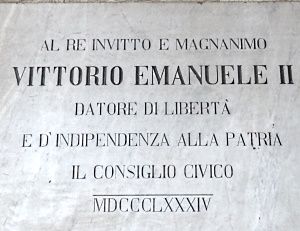 AL RE INVITTO E MAGNANIMO
VITTORIO EMANUELE II
DATORE DI LIBERTÀ
E D'INDIPENDENZA ALLA PATRIA
IL CONSIGLIO CIVICO
MDCCCLXXXIV